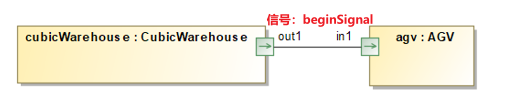 信号：beginSignal
cubicWarehouse : CubicWarehouse
out1
in1
agv : AGV